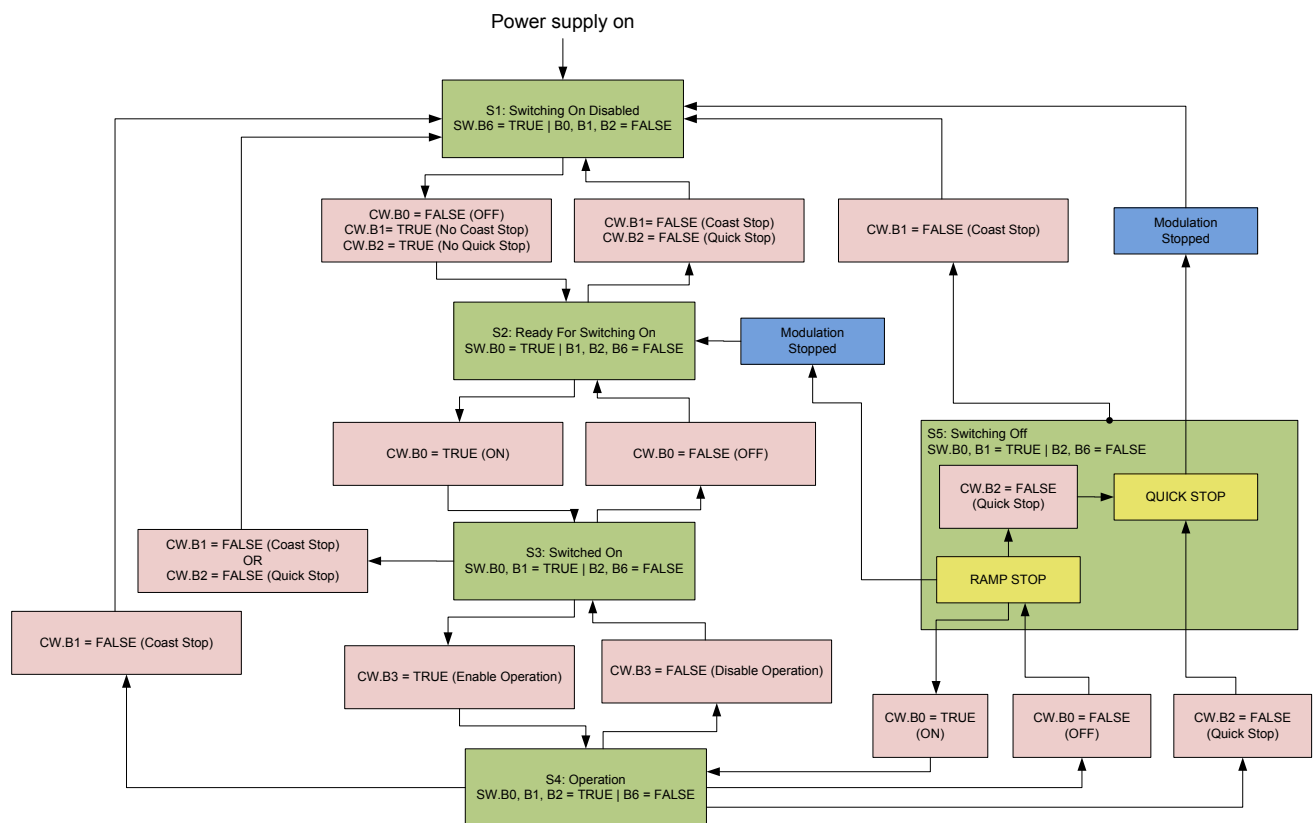 Power supply on
S1: Switching On Disabled
SW.B6 = TRUE | B0, B1, B2 = FALSE
CW.B0 = FALSE (OFF)
CW.B1= TRUE (No Coast Stop)
CW.B2 = TRUE (No Quick Stop)
CW.B1= FALSE (Coast Stop)
CW.B2 = FALSE (Quick Stop)
CW.B1 = FALSE (Coast Stop)
Modulation
Stopped
S2: Ready For Switching On
SW.B0 = TRUE | B1, B2, B6 = FALSE
Modulation
Stopped
CW.B0 = TRUE (ON)
CW.B0 = FALSE (OFF)
S5: Switching Off
SW.B0, B1 = TRUE | B2, B6 = FALSE
CW.B2 = FALSE
(Quick Stop)
QUICK STOP
RAMP STOP
CW.B1 = FALSE (Coast Stop)
OR
CW.B2 = FALSE (Quick Stop)
S3: Switched On
SW.B0, B1 = TRUE | B2, B6 = FALSE
CW.B1 = FALSE (Coast Stop)
CW.B3 = TRUE (Enable Operation)
CW.B3 = FALSE (Disable Operation)
CW.B0 = TRUE
(ON)
CW.B0 = FALSE
(OFF)
CW.B2 = FALSE
(Quick Stop)
S4: Operation
SW.B0, B1, B2 = TRUE | B6 = FALSE